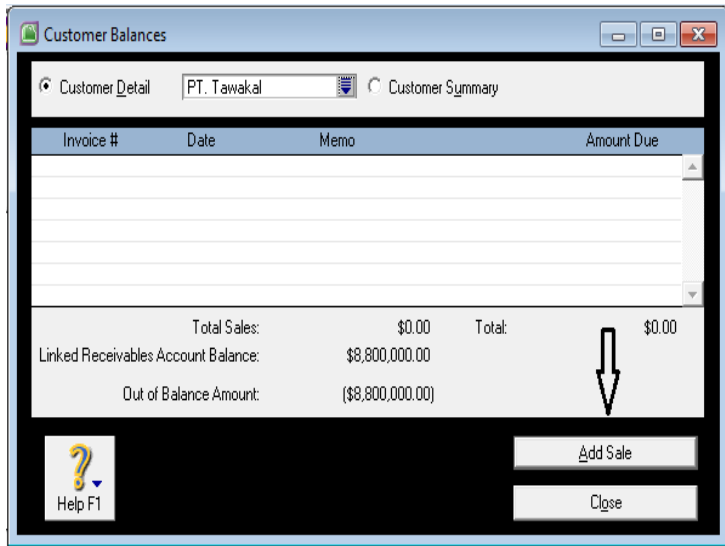 Customer Balances
Customer Detail PT. Tawakal Customer Summary
Invoice # Date Memo Amount Due
Total Sales: $0.00 Total: $0.00
Linked Receivables Account Balance: $8,800,000.00
Out of Balance Amount: ($8,800,000.00)
Add Sale
Help F1
Close